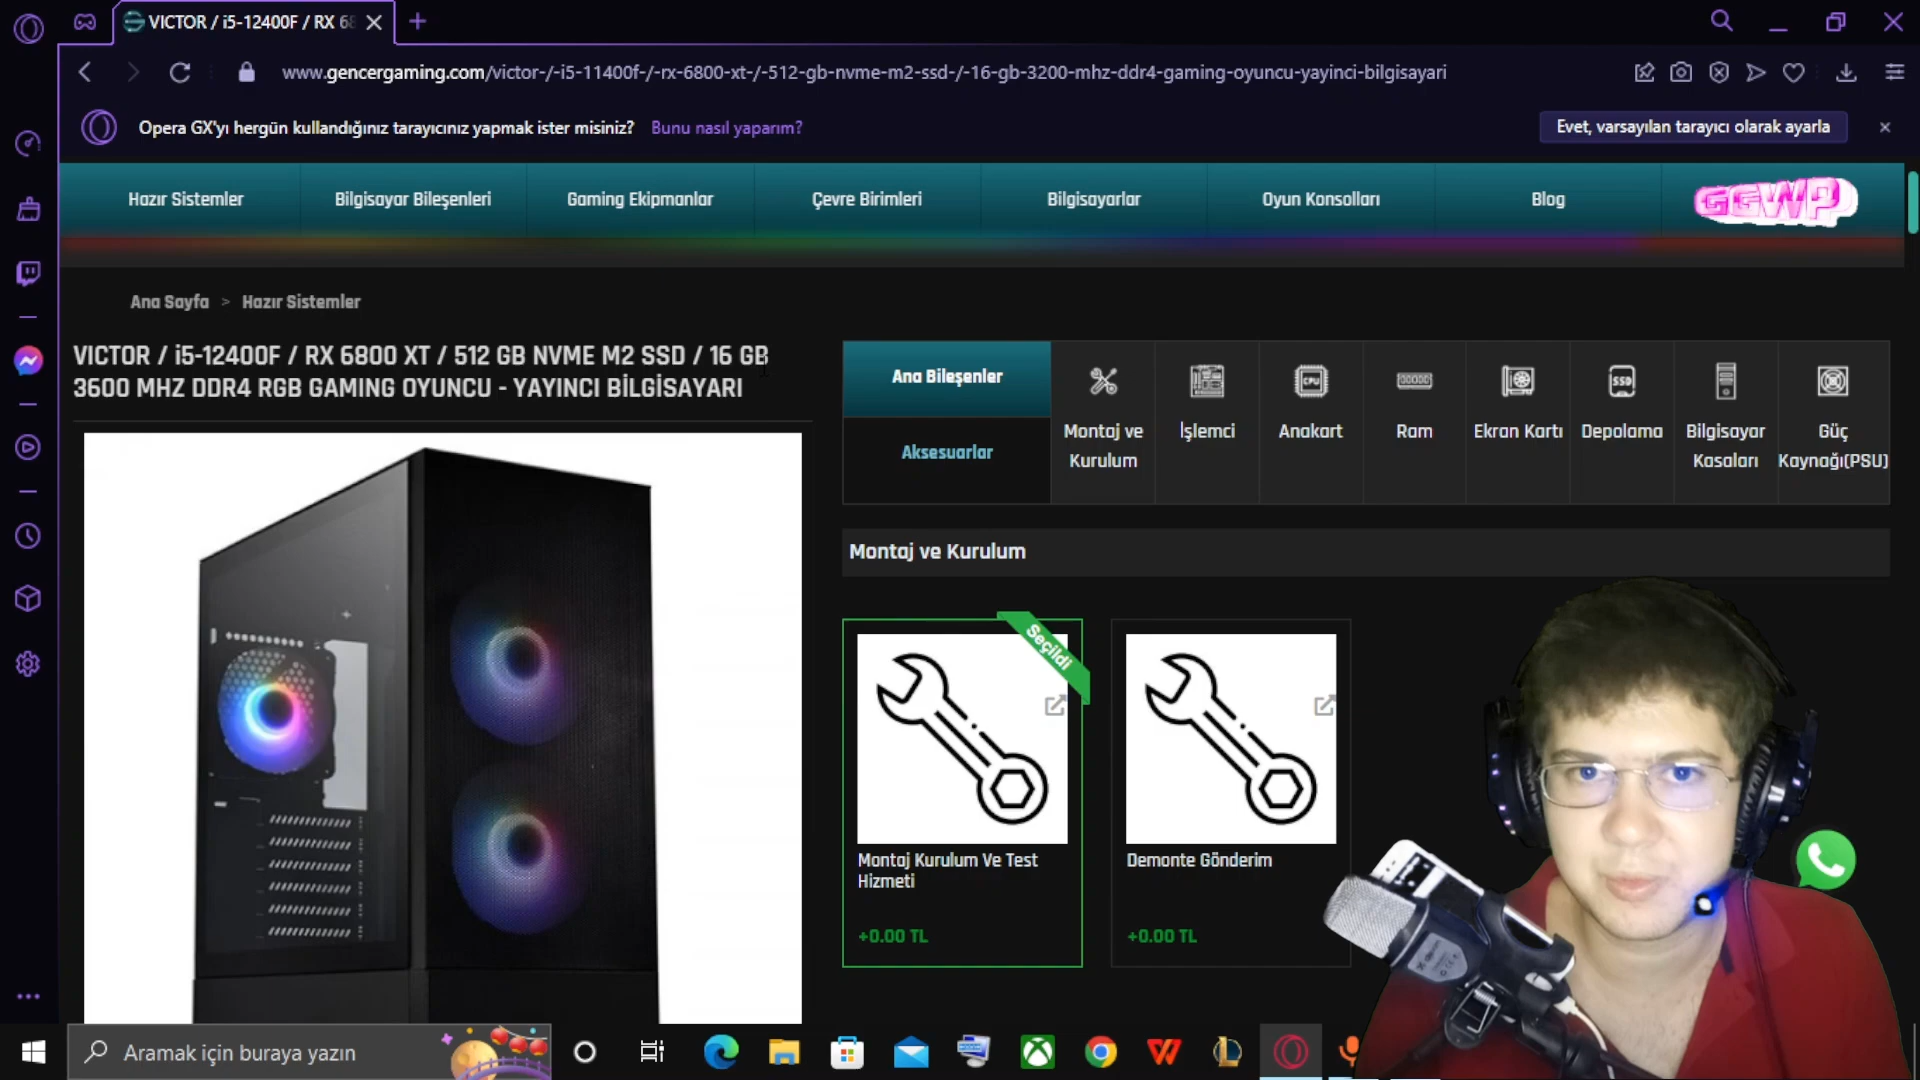 VICTOR / i5-12400F / RX 68
www.gencergaming.com/victor-/-i5-11400f-/-rx-6800-xt-/-512-gb-nvme-m2-ssd-/-16-gb-3200-mhz-ddr4-gaming-oyuncu-yayinci-bilgisayari
Opera GX'yı hergün kullandığınız tarayıcınız yapmak ister misiniz? Bunu nasıl yaparım? Evet, varsayılan tarayıcı olarak ayarla
Hazır Sistemler Bilgisayar Bileşenleri Gaming Ekipmanlar Çevre Birimleri Bilgisayarlar Oyun Konsolları Blog GGWP
Ana Sayfa > Hazır Sistemler
VICTOR / i5-12400F / RX 6800 XT / 512 GB NVME M2 SSD / 16 GB
3600 MHZ DDR4 RGB GAMING OYUNCU - YAYINCI BİLGİSAYARI
Ana Bileşenler
Aksesuarlar
CPU
SSD
Montaj ve
Kurulum
İşlemci
Anakart
Ram
Ekran Kartı
Depolama
Bilgisayar
Kasaları
Güç
Kaynağı(PSU)
Montaj ve Kurulum
Seçildi
Montaj Kurulum Ve Test
Hizmeti
+0.00 TL
Demonte Gönderim
+0.00 TL
Aramak için buraya yazın